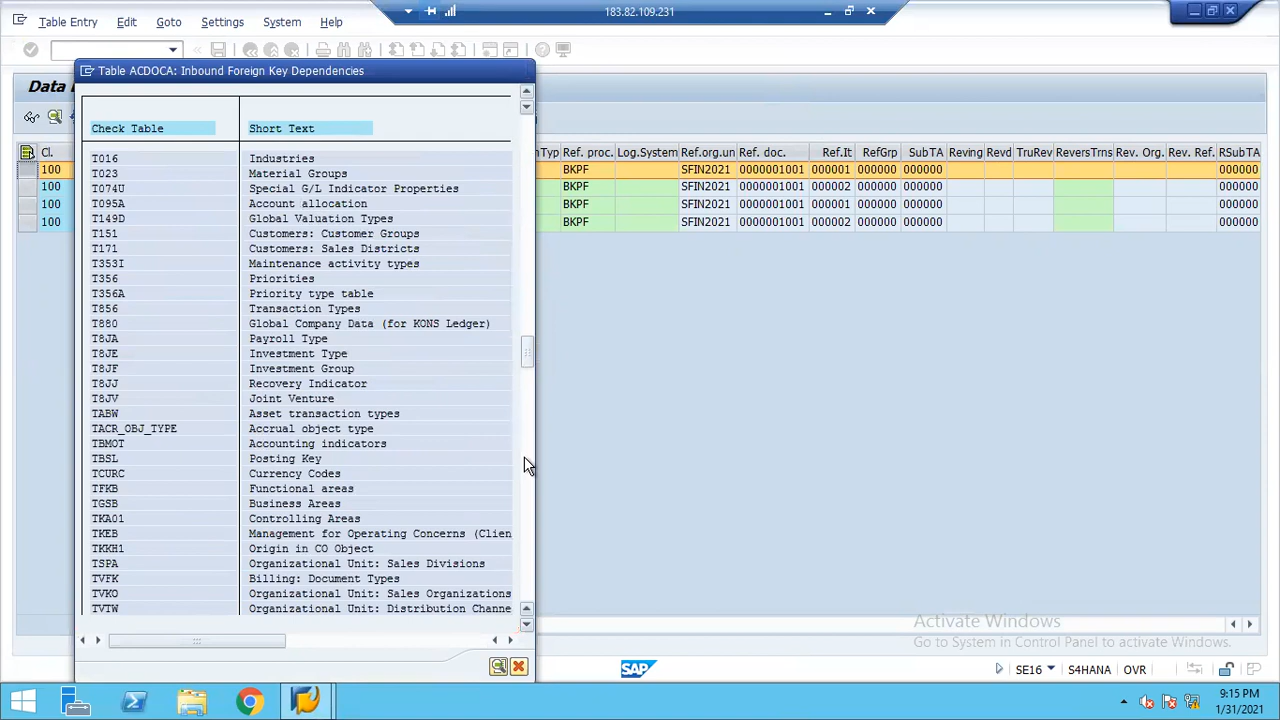 183.82.109.231
Table Entry Edit Goto Settings System Help
Table ACDOCA: Inbound Foreign Key Dependencies
Check Table Short Text
T016 Industries
T023 Material Groups
T074U Special G/L Indicator Properties
T095A Account allocation
T149D Global Valuation Types
T151 Customers: Customer Groups
T171 Customers: Sales Districts
T353I Maintenance activity types
T356 Priorities
T356A Priority type table
T856 Transaction Types
T880 Global Company Data (for KONS Ledger)
T8JA Payroll Type
T8JE Investment Type
T8JF Investment Group
T8JJ Recovery Indicator
T8JV Joint Venture
TABW Asset transaction types
TACR_OBJ_TYPE Accrual object type
TBMOT Accounting indicators
TBSL Posting Key
TCURC Currency Codes
TFKB Functional areas
TGSB Business Areas
TKA01 Controlling Areas
TKEB Management for Operating Concerns (Clien
TKKH1 Origin in CO Object
TSPA Organizational Unit: Sales Divisions
TVFK Billing: Document Types
TVKO Organizational Unit: Sales Organizations
TVTW Organizational Unit: Distribution Channe
Data
Cl. Typ Ref. proc. Log.System Ref.org.un Ref. doc. Ref.It RefGrp SubTA Reving Revd TruRev ReversTrns Rev. Org. Rev. Ref. RSubTA
100 BKPF SFIN2021 0000001001 000001 000000 000000 000000
100 BKPF SFIN2021 0000001001 000002 000000 000000 000000
100 BKPF SFIN2021 0000001001 000001 000000 000000 000000
100 BKPF SFIN2021 0000001001 000002 000000 000000 000000
Activate Windows
Go to System in Control Panel to activate Windows.
SAP
SE16 S4HANA OVR
9:15 PM
1/31/2021